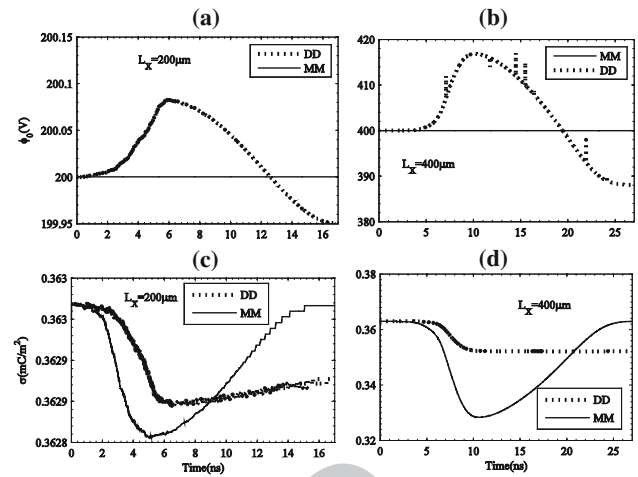 (a)
200.15
200.1
200.05
200
199.95
ϕ0(V)
LX=200μm
DD
MM
0 2 4 6 8 10 12 14 16
(b)
420
410
400
390
380
LX=400μm
MM
DD
0 5 10 15 20 25
(c)
0.363
0.363
0.3629
0.3629
0.3628
σ(mC/m²)
LX=200μm
DD
MM
0 2 4 6 8 10 12 14 16
Time(ns)
(d)
0.38
0.36
0.34
0.32
LX=400μm
DD
MM
0 5 10 15 20 25
Time(ns)